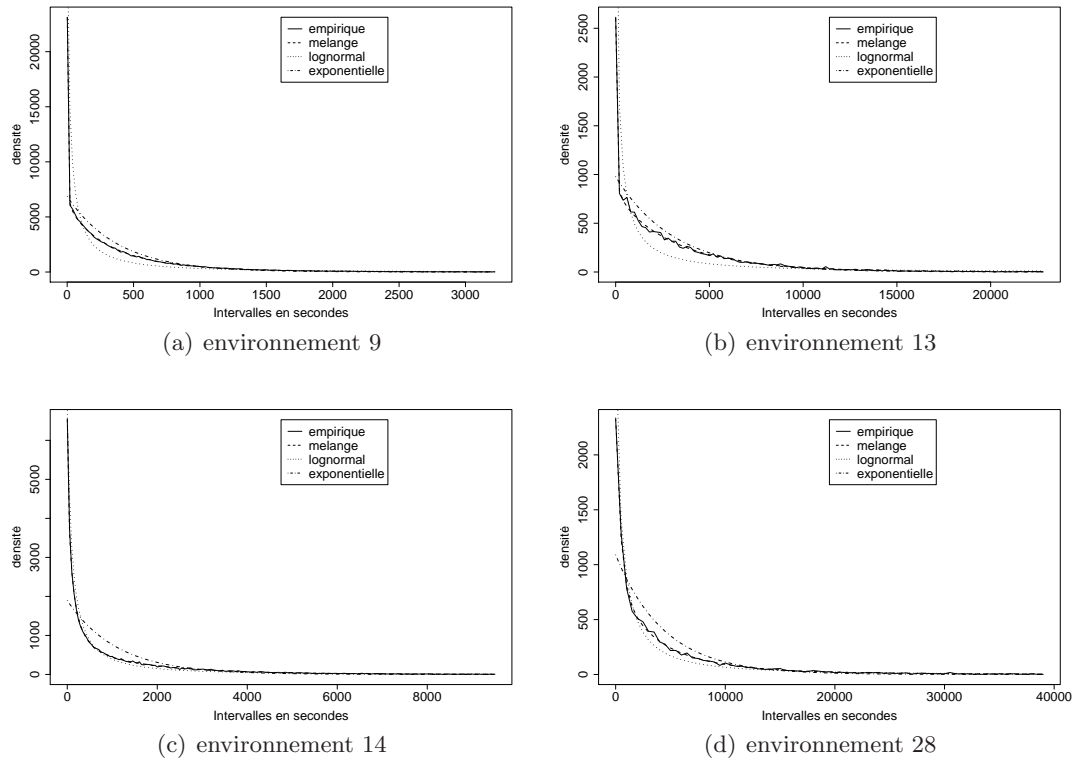 densité
0
5000
10000
15000
20000
0
500
1000
1500
2000
2500
3000
Intervalles en secondes
empirique
melange
lognormal
exponentielle
(a) environnement 9
densité
0
500
1000
1500
2000
2500
0
5000
10000
15000
20000
Intervalles en secondes
empirique
melange
lognormal
exponentielle
(b) environnement 13
densité
0
1000
3000
5000
0
2000
4000
6000
8000
Intervalles en secondes
empirique
melange
lognormal
exponentielle
(c) environnement 14
densité
0
500
1000
1500
2000
0
10000
20000
30000
40000
Intervalles en secondes
empirique
melange
lognormal
exponentielle
(d) environnement 28